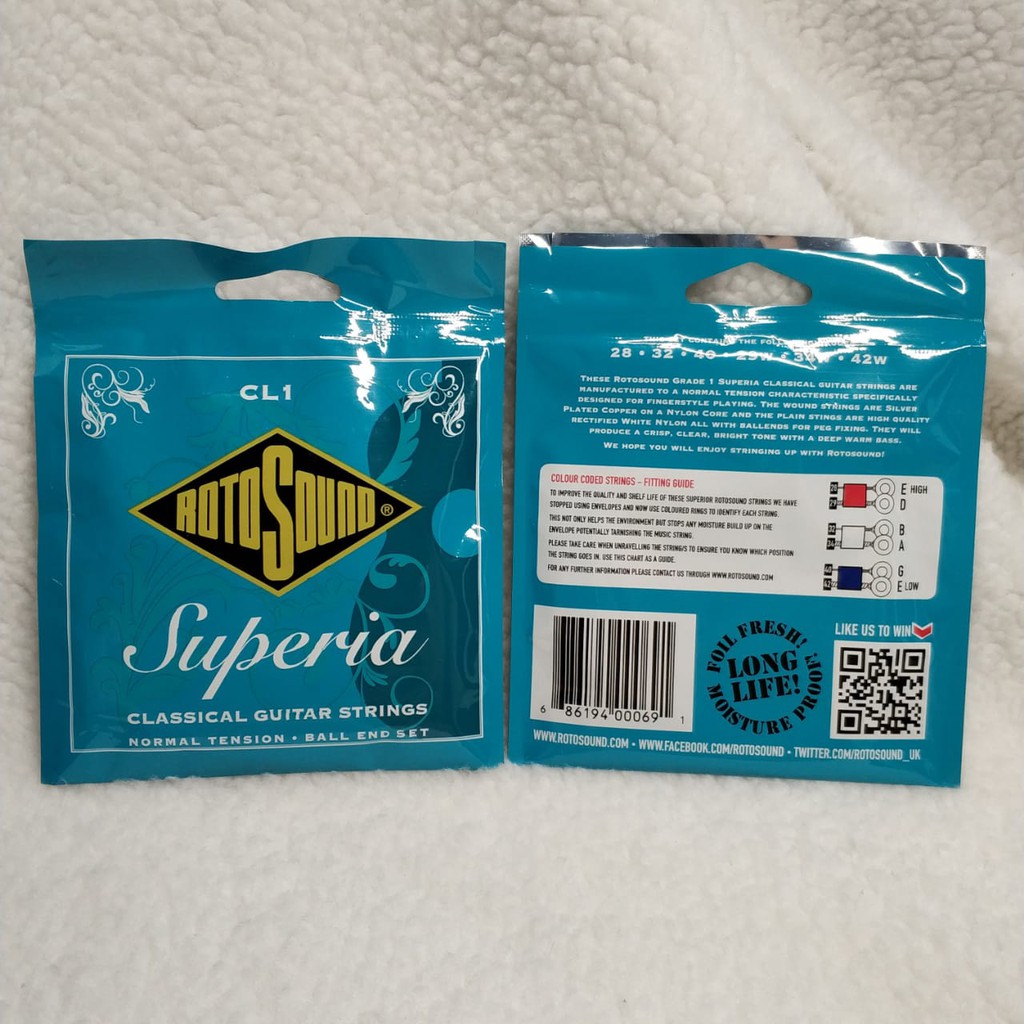 CL1
ROTOSOUND®
Superia
CLASSICAL GUITAR STRINGS
NORMAL TENSION • BALL END SET
CONTAINS THE
28 • 32 • 40 • 29W • • 42W
THESE ROTOSOUND GRADE 1 SUPERIA CLASSICAL GUITAR STRINGS ARE
MANUFACTURED TO A NORMAL TENSION CHARACTERISTIC SPECIFICALLY
DESIGNED FOR FINGERSTYLE PLAYING. THE WOUND STRINGS ARE SILVER
PLATED COPPER ON A NYLON CORE AND THE PLAIN STINGS ARE HIGH QUALITY
RECTIFIED WHITE NYLON ALL WITH BALLENDS FOR PEG FIXING. THEY WILL
PRODUCE A CRISP, CLEAR, BRIGHT TONE WITH A DEEP WARM BASS.
WE HOPE YOU WILL ENJOY STRINGING UP WITH ROTOSOUND!
COLOUR CODED STRINGS – FITTING GUIDE
TO IMPROVE THE QUALITY AND SHELF LIFE OF THESE SUPERIOR ROTOSOUND STRINGS WE HAVE
STOPPED USING ENVELOPES AND NOW USE COLOURED RINGS TO IDENTIFY EACH STRING.
THIS NOT ONLY HELPS THE ENVIRONMENT BUT STOPS ANY MOISTURE BUILD UP ON THE
ENVELOPE POTENTIALLY TARNISHING THE MUSIC STRING.
PLEASE TAKE CARE WHEN UNRAVELLING THE STRING/S TO ENSURE YOU KNOW WHICH POSITION
THE STRING GOES IN. USE THIS CHART AS A GUIDE.
FOR ANY FURTHER INFORMATION PLEASE CONTACT US THROUGH WWW.ROTOSOUND.COM
28 E HIGH
29 D
32 B
34 A
40 G
42 E LOW
6 86194 00069 1
FOIL FRESH!
LONG
LIFE!
MOISTURE PROOF!
LIKE US TO WIN
WWW.ROTOSOUND.COM • WWW.FACEBOOK.COM/ROTOSOUND • TWITTER.COM/ROTOSOUND_UK